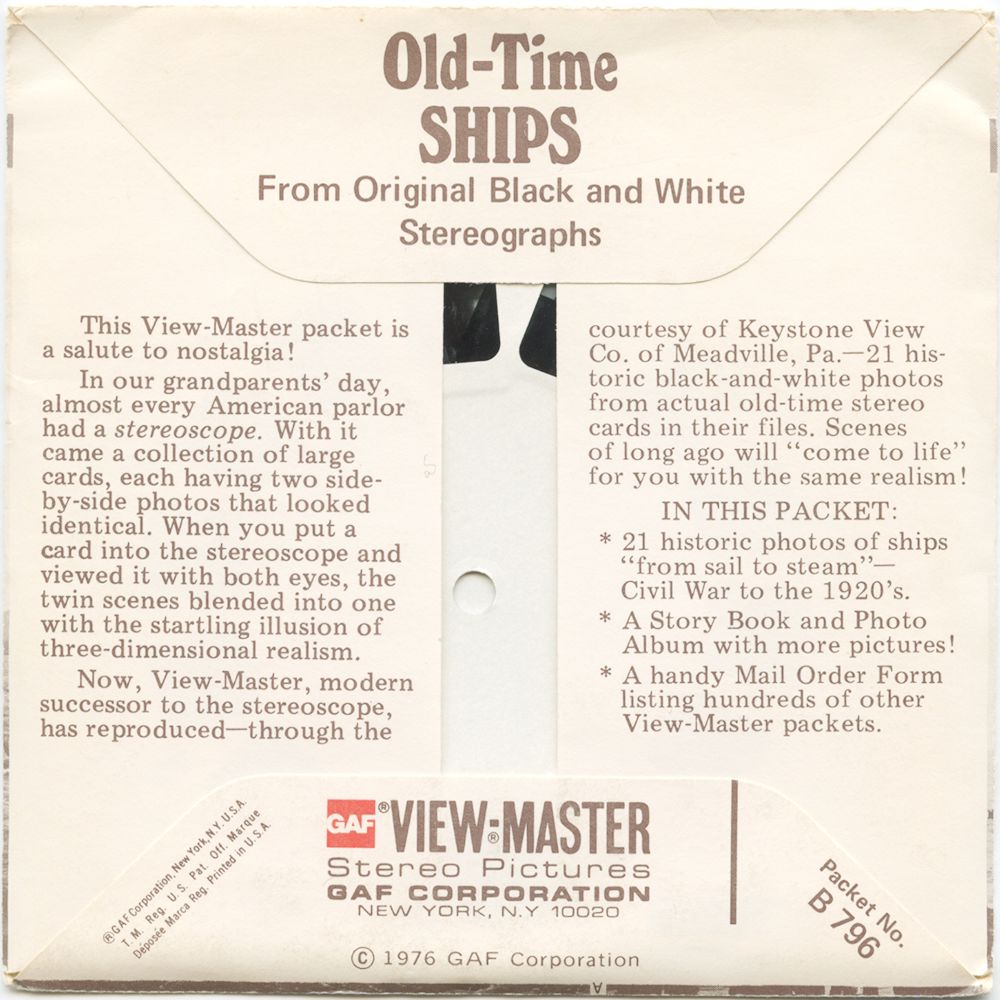 Old-Time
SHIPS
From Original Black and White
Stereographs
This View-Master packet is
a salute to nostalgia!
In our grandparents' day,
almost every American parlor
had a stereoscope. With it
came a collection of large
cards, each having two side-
by-side photos that looked
identical. When you put a
card into the stereoscope and
viewed it with both eyes, the
twin scenes blended into one
with the startling illusion of
three-dimensional realism.
Now, View-Master, modern
successor to the stereoscope,
has reproduced—through the
courtesy of Keystone View
Co. of Meadville, Pa.—21 his-
toric black-and-white photos
from actual old-time stereo
cards in their files. Scenes
of long ago will “come to life”
for you with the same realism!
IN THIS PACKET:
* 21 historic photos of ships
“from sail to steam”—
Civil War to the 1920's.
* A Story Book and Photo
Album with more pictures!
* A handy Mail Order Form
listing hundreds of other
View-Master packets.
®GAF Corporation, New York, N.Y. U.S.A.
T. M. Reg. U. S. Pat. Off. Marque
Déposée Marca Reg. Printed in U.S.A.
GAF® VIEW-MASTER®
Stereo Pictures
GAF CORPORATION
NEW YORK, N.Y 10020
© 1976 GAF Corporation
Packet No.
B 796
A